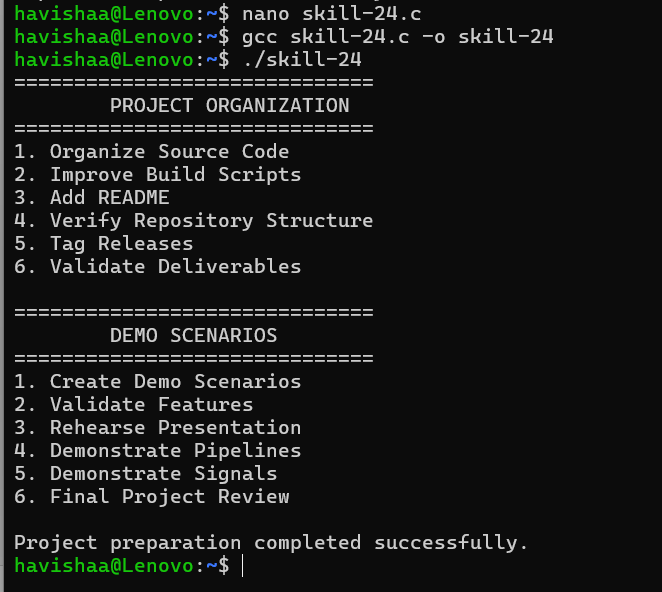 havishaa@Lenovo:~$ nano skill-24.c
havishaa@Lenovo:~$ gcc skill-24.c -o skill-24
havishaa@Lenovo:~$ ./skill-24
==============================
        PROJECT ORGANIZATION
==============================
1. Organize Source Code
2. Improve Build Scripts
3. Add README
4. Verify Repository Structure
5. Tag Releases
6. Validate Deliverables

==============================
        DEMO SCENARIOS
==============================
1. Create Demo Scenarios
2. Validate Features
3. Rehearse Presentation
4. Demonstrate Pipelines
5. Demonstrate Signals
6. Final Project Review

Project preparation completed successfully.
havishaa@Lenovo:~$